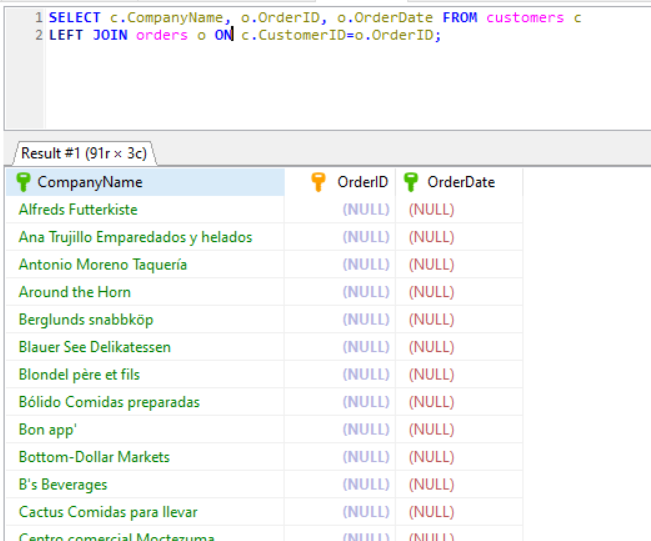 1 SELECT c.CompanyName, o.OrderID, o.OrderDate FROM customers c
2 LEFT JOIN orders o ON c.CustomerID=o.OrderID;
Result #1 (91r × 3c)
CompanyName OrderID OrderDate
Alfreds Futterkiste (NULL) (NULL)
Ana Trujillo Emparedados y helados (NULL) (NULL)
Antonio Moreno Taquería (NULL) (NULL)
Around the Horn (NULL) (NULL)
Berglunds snabbköp (NULL) (NULL)
Blauer See Delikatessen (NULL) (NULL)
Blondel père et fils (NULL) (NULL)
Bólido Comidas preparadas (NULL) (NULL)
Bon app' (NULL) (NULL)
Bottom-Dollar Markets (NULL) (NULL)
B's Beverages (NULL) (NULL)
Cactus Comidas para llevar (NULL) (NULL)
Centro comercial Moctezuma (NULL) (NULL)